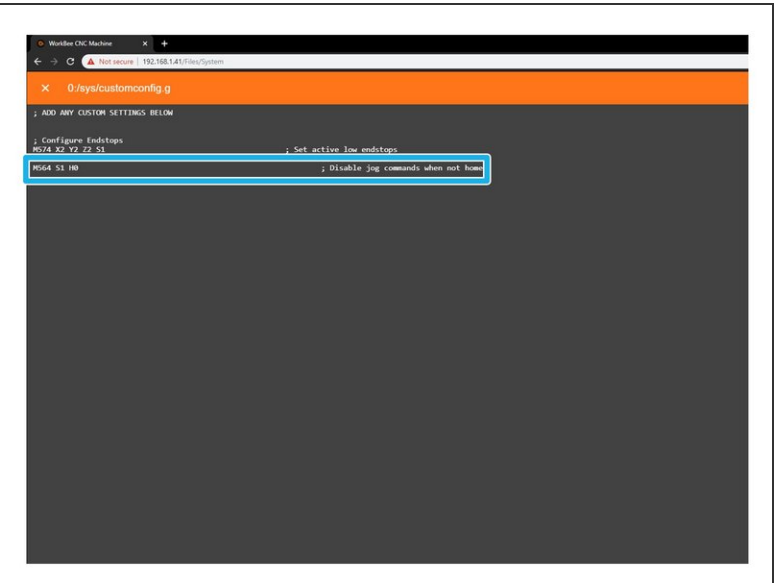 WorkBee CNC Machine
Not secure | 192.168.1.41/Files/System
0:/sys/customconfig.g
; ADD ANY CUSTOM SETTINGS BELOW
; Configure Endstops
M574 X2 Y2 Z2 S1 ; Set active low endstops
M564 S1 H0 ; Disable jog commands when not home